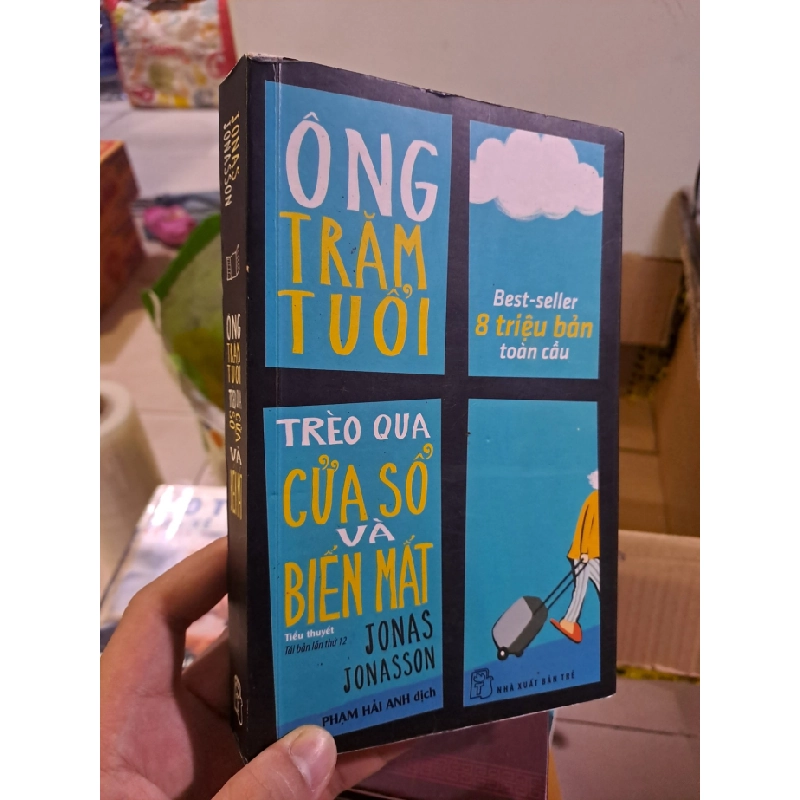 ÔNG
TRĂM
TUỔI
Best-seller
8 triệu bản
toàn cầu
TRÈO QUA
CỬA SỔ
VÀ
BIẾN MẤT
Tiểu thuyết
Tái bản lần thứ 12
JONAS
JONASSON
PHẠM HẢI ANH dịch
NHÀ XUẤT BẢN TRẺ
JONAS
JONASSON
ÔNG
TRĂM
TUỔI
TRÈO QUA
CỬA
SỔ
VÀ